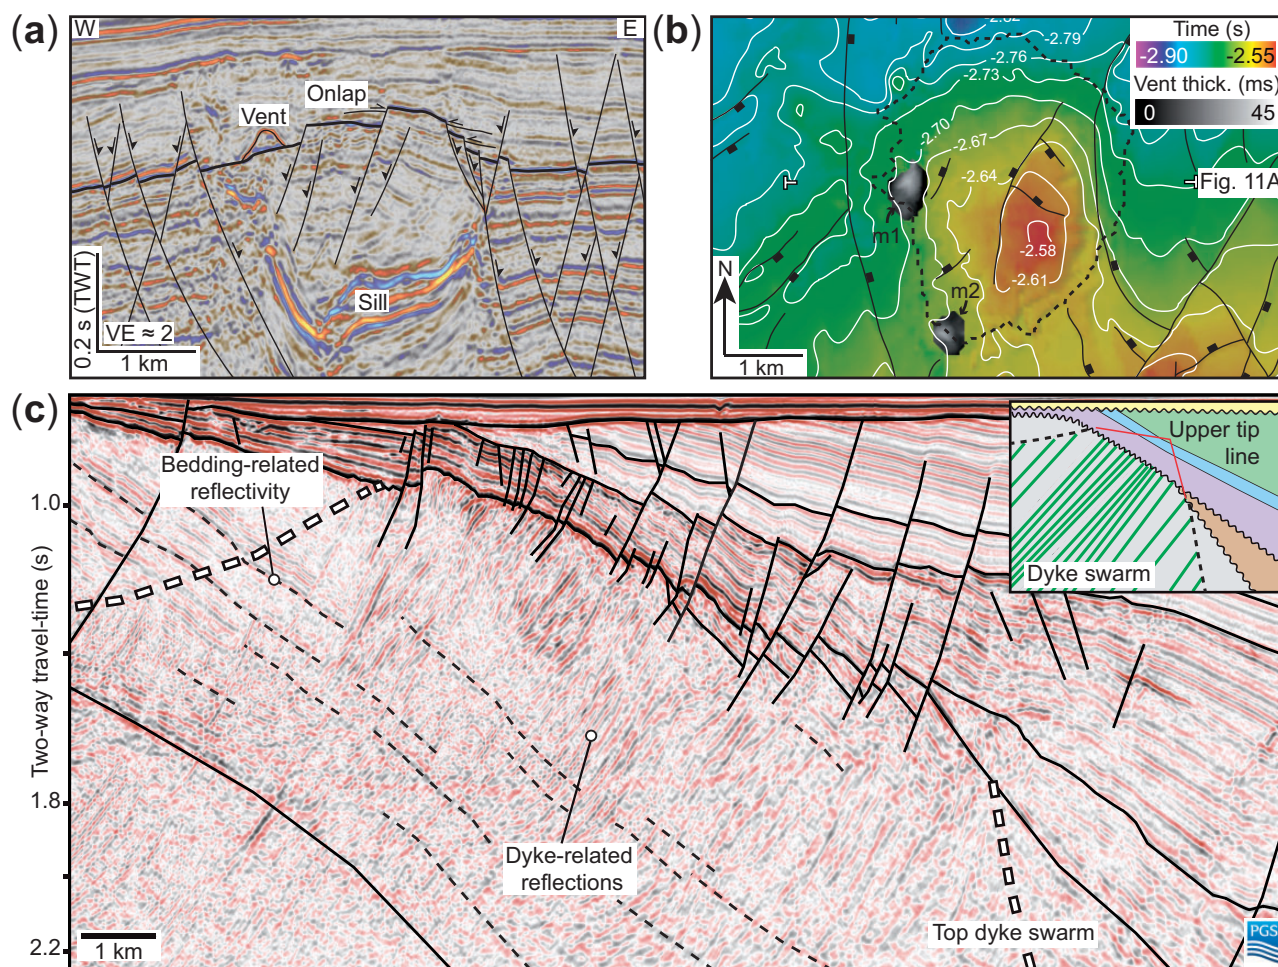 (a)
W
E
Onlap
Vent
Sill
0.2 s (TWT)
VE ≈ 2
1 km
(b)
-2.79
-2.76
-2.73
-2.70
-2.67
-2.64
-2.58
-2.61
m1
m2
N
1 km
Time (s)
-2.90
-2.55
Vent thick. (ms)
0
45
Fig. 11A
(c)
Two-way travel-time (s)
1.0
1.8
2.2
Bedding-related
reflectivity
Dyke-related
reflections
Top dyke swarm
1 km
Upper tip
line
Dyke swarm
PGS